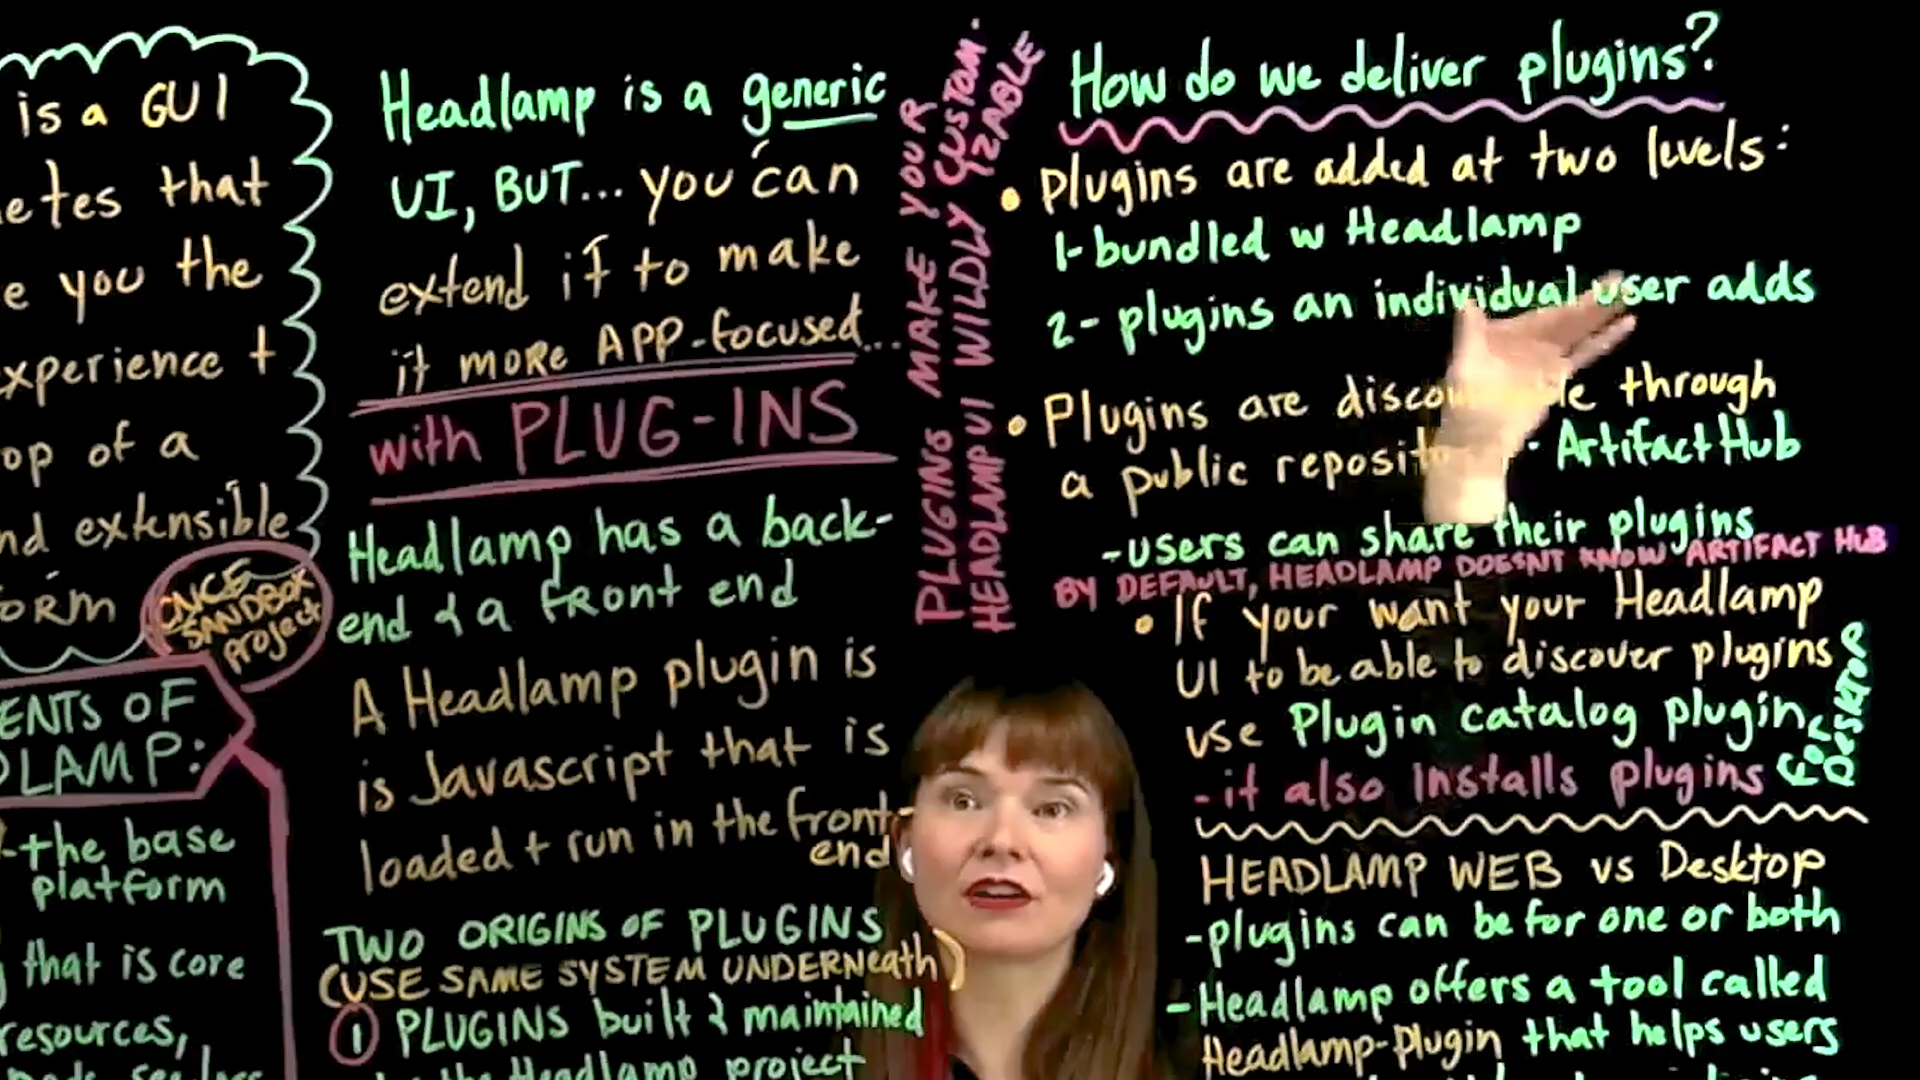 is a GUI
etes that
e you the
xperience +
op of a
nd extensible
orm
CNCF
SANDBOX
project
ENTS OF
DLAMP:
-the base
platform
that is core
resources,
Headlamp is a generic
UI, BUT... you can
extend it to make
it more APP-focused...
with PLUG-INS
Headlamp has a back-
end & a front end
A Headlamp plugin is
is Javascript that is
loaded + run in the front-
end
TWO ORIGINS OF PLUGINS
(USE SAME SYSTEM UNDERNEath)
1 PLUGINS built & maintained
the Headlamp project
PLUGINS MAKE YOUR
HEADLAMP UI WILDLY CUSTOM-
IZABLE
How do we deliver plugins?
• Plugins are added at two levels:
1- bundled w Headlamp
2- plugins an individual user adds
• Plugins are through
a public - ArtifactHub
-users can share their plugins
BY DEFAULT, HEADLAMP DOESNT KNOW ARTIFACT HUB
• If your want your Headlamp
UI to be able to discover plugins
use Plugin catalog plugin
for
DESKTOP
-it also installs plugins
HEADLAMP WEB vs Desktop
-plugins can be for one or both
-Headlamp offers a tool called
Headlamp-Plugin that helps users